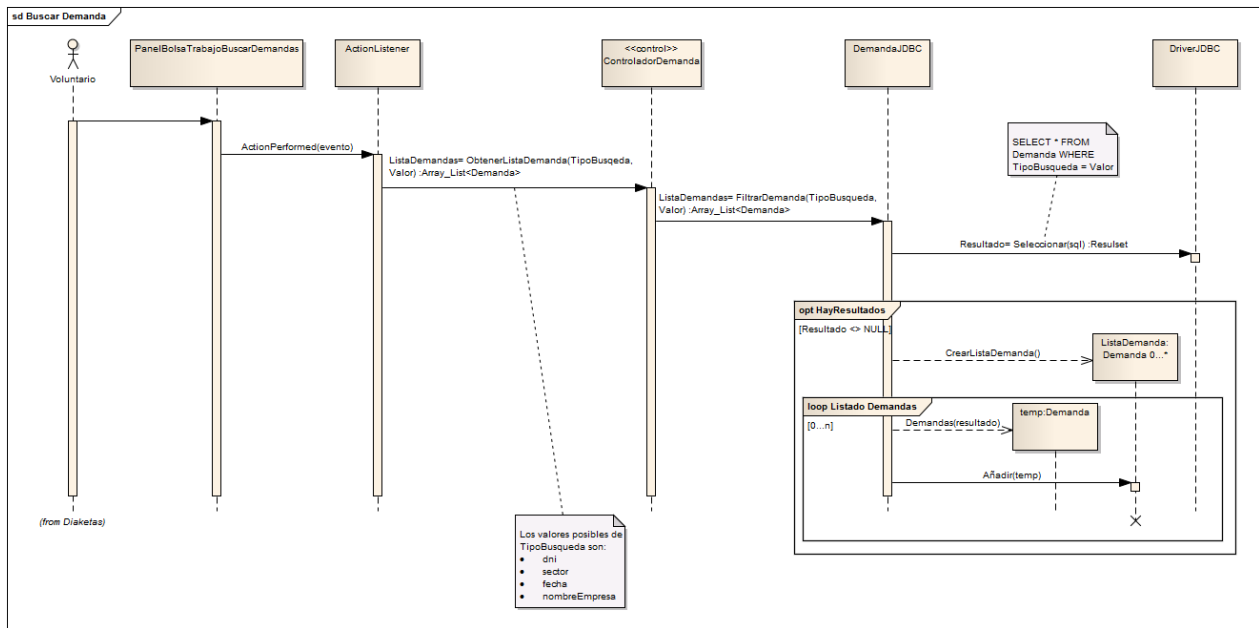 sd Buscar Demanda
Voluntario
PanelBolsaTrabajoBuscarDemandas
ActionListener
<<control>>
ControladorDemanda
DemandaJDBC
DriverJDBC
ActionPerformed(evento)
ListaDemandas= ObtenerListaDemanda(TipoBusqeda,
Valor) :Array_List<Demanda>
ListaDemandas= FiltrarDemanda(TipoBusqueda,
Valor) :Array_List<Demanda>
SELECT * FROM
Demanda WHERE
TipoBusqueda = Valor
Resultado= Seleccionar(sql) :Resulset
opt HayResultados
[Resultado <> NULL]
CrearListaDemanda()
ListaDemanda:
Demanda 0...*
loop Listado Demandas
[0...n]
Demandas(resultado)
temp:Demanda
Añadir(temp)
(from Diaketas)
Los valores posibles de
TipoBusqueda son:
• dni
• sector
• fecha
• nombreEmpresa